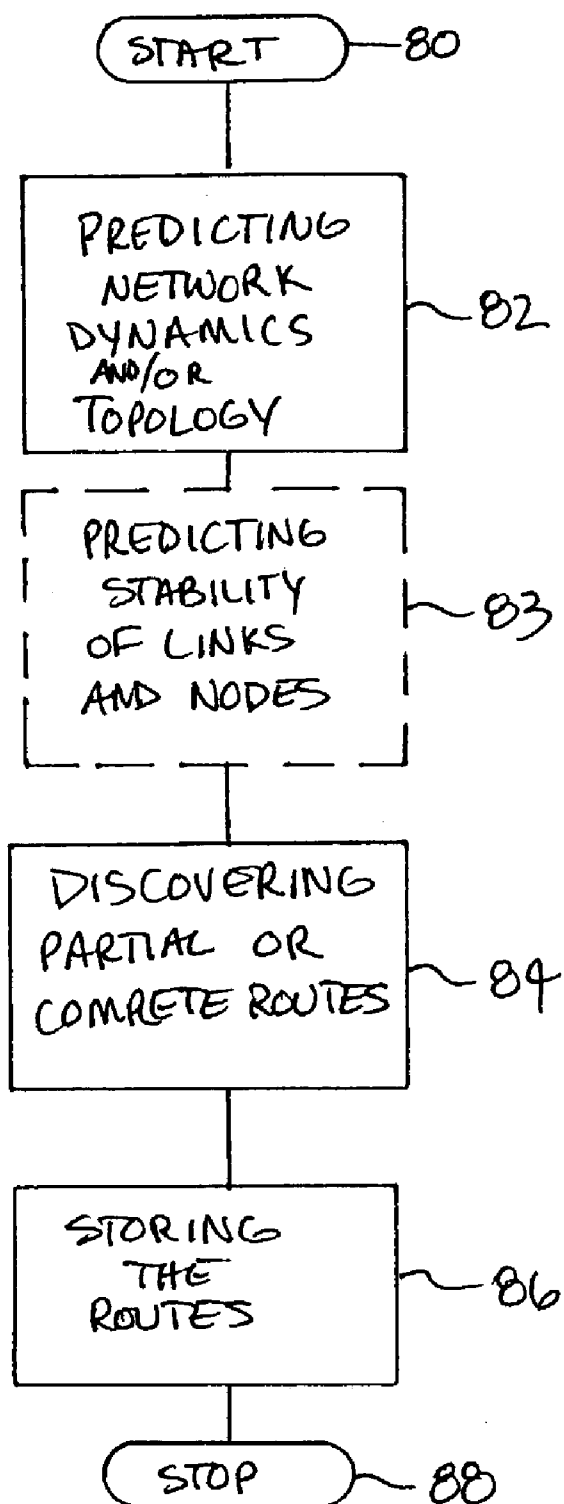 START
80
PREDICTING
NETWORK
DYNAMICS
AND/OR
TOPOLOGY
82
PREDICTING
STABILITY
OF LINKS
AND NODES
83
DISCOVERING
PARTIAL OR
COMPLETE ROUTES
84
STORING
THE
ROUTES
86
STOP
88